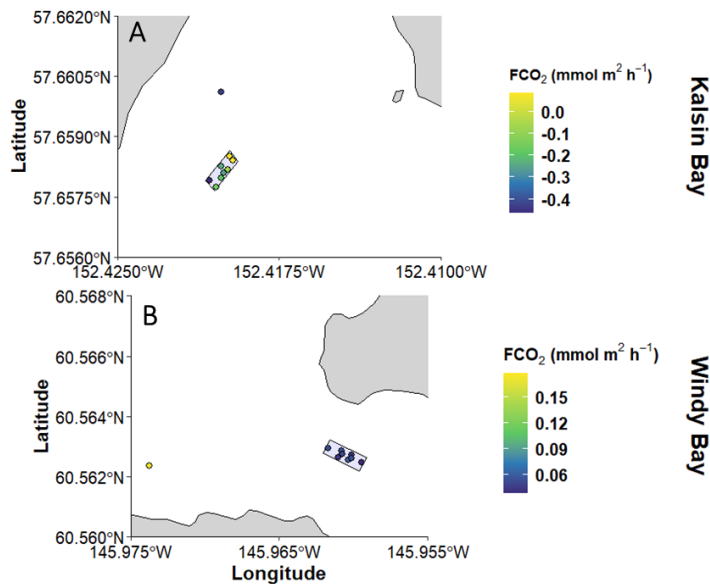 A
57.6620°N
57.6605°N
57.6590°N
57.6575°N
57.6560°N
Latitude
152.4250°W
152.4175°W
152.4100°W
FCO₂ (mmol m² h⁻¹)
0.0
-0.1
-0.2
-0.3
-0.4
Kalsin Bay
B
60.568°N
60.566°N
60.564°N
60.562°N
60.560°N
Latitude
145.975°W
145.965°W
145.955°W
Longitude
FCO₂ (mmol m² h⁻¹)
0.15
0.12
0.09
0.06
Windy Bay